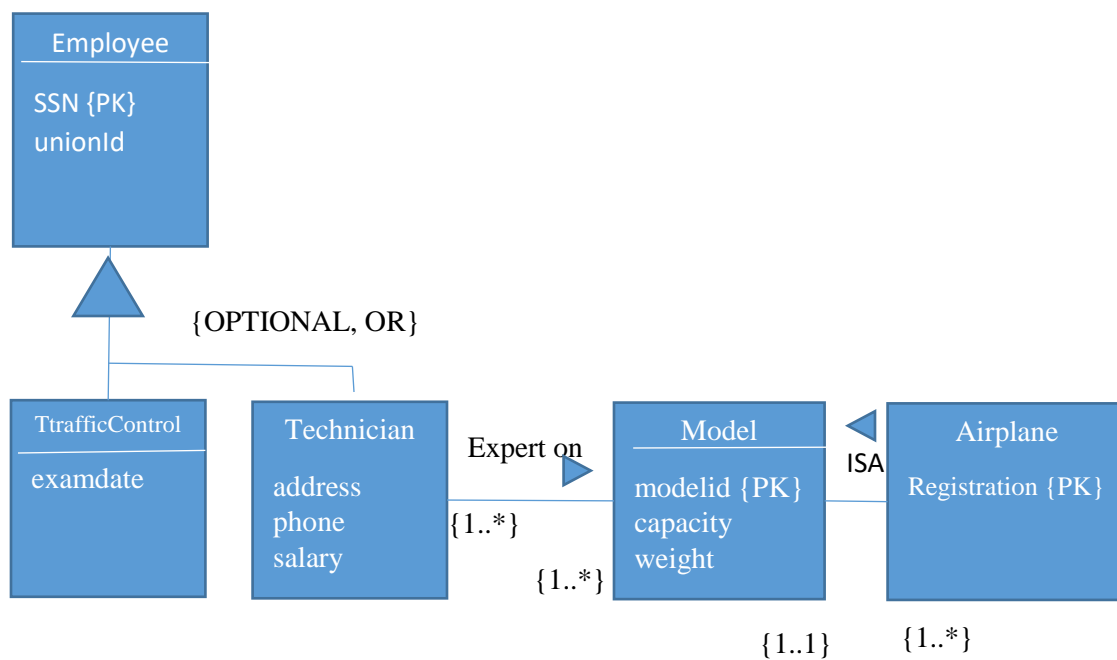 Employee
SSN {PK}
unionId
{OPTIONAL, OR}
TtrafficControl
examdate
Technician
address
phone
salary
Expert on
{1..*}
{1..*}
Model
modelid {PK}
capacity
weight
ISA
{1..1}
{1..*}
Airplane
Registration {PK}